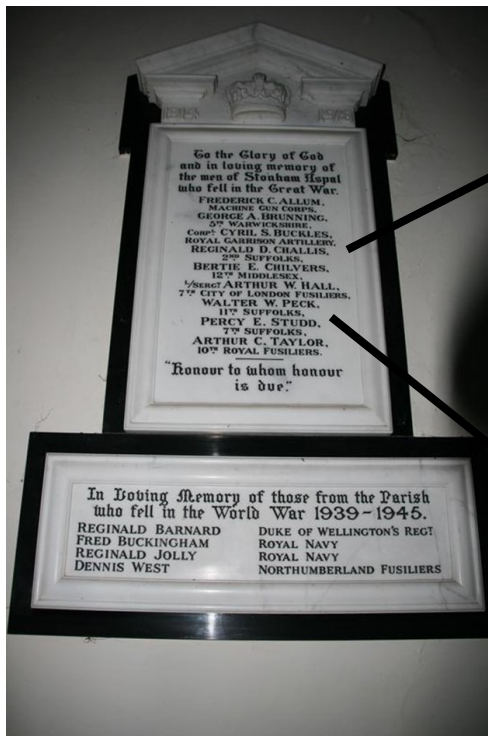 1914 1918
To the Glory of God
and in loving memory of
the men of Stonham Aspal
who fell in the Great War.
FREDERICK C. ALLUM,
MACHINE GUN CORPS,
GEORGE A. BRUNNING,
5TH WARWICKSHIRE,
CORPL CYRIL S. BUCKLES,
ROYAL GARRISON ARTILLERY,
REGINALD D. CHALLIS,
2ND SUFFOLKS,
BERTIE E. CHILVERS,
12TH MIDDLESEX,
L/SERGT ARTHUR W. HALL,
7TH CITY OF LONDON FUSILIERS,
WALTER W. PECK,
11TH SUFFOLKS,
PERCY E. STUDD,
7TH SUFFOLKS,
ARTHUR C. TAYLOR,
10TH ROYAL FUSILIERS.
"Honour to whom honour
is due."
In Loving Memory of those from the Parish
who fell in the World War 1939-1945.
REGINALD BARNARD DUKE OF WELLINGTON'S REGT
FRED BUCKINGHAM ROYAL NAVY
REGINALD JOLLY ROYAL NAVY
DENNIS WEST NORTHUMBERLAND FUSILIERS